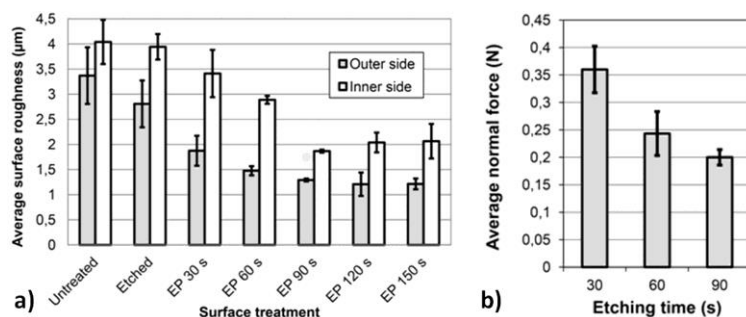 Average surface roughness (µm)
4,5
4
3,5
3
2,5
2
1,5
1
0,5
0
Outer side
Inner side
Untreated
Etched
EP 30 s
EP 60 s
EP 90 s
EP 120 s
EP 150 s
Surface treatment
a)
Average normal force (N)
0,45
0,4
0,35
0,3
0,25
0,2
0,15
0,1
0,05
0
30
60
90
Etching time (s)
b)